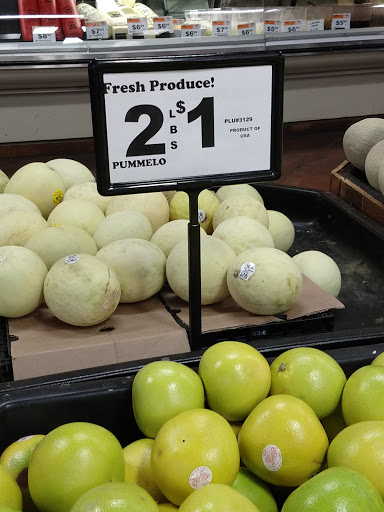 Fresh Produce!
2 LBS $1
PLU#3129
PRODUCT OF
USA
PUMMELO